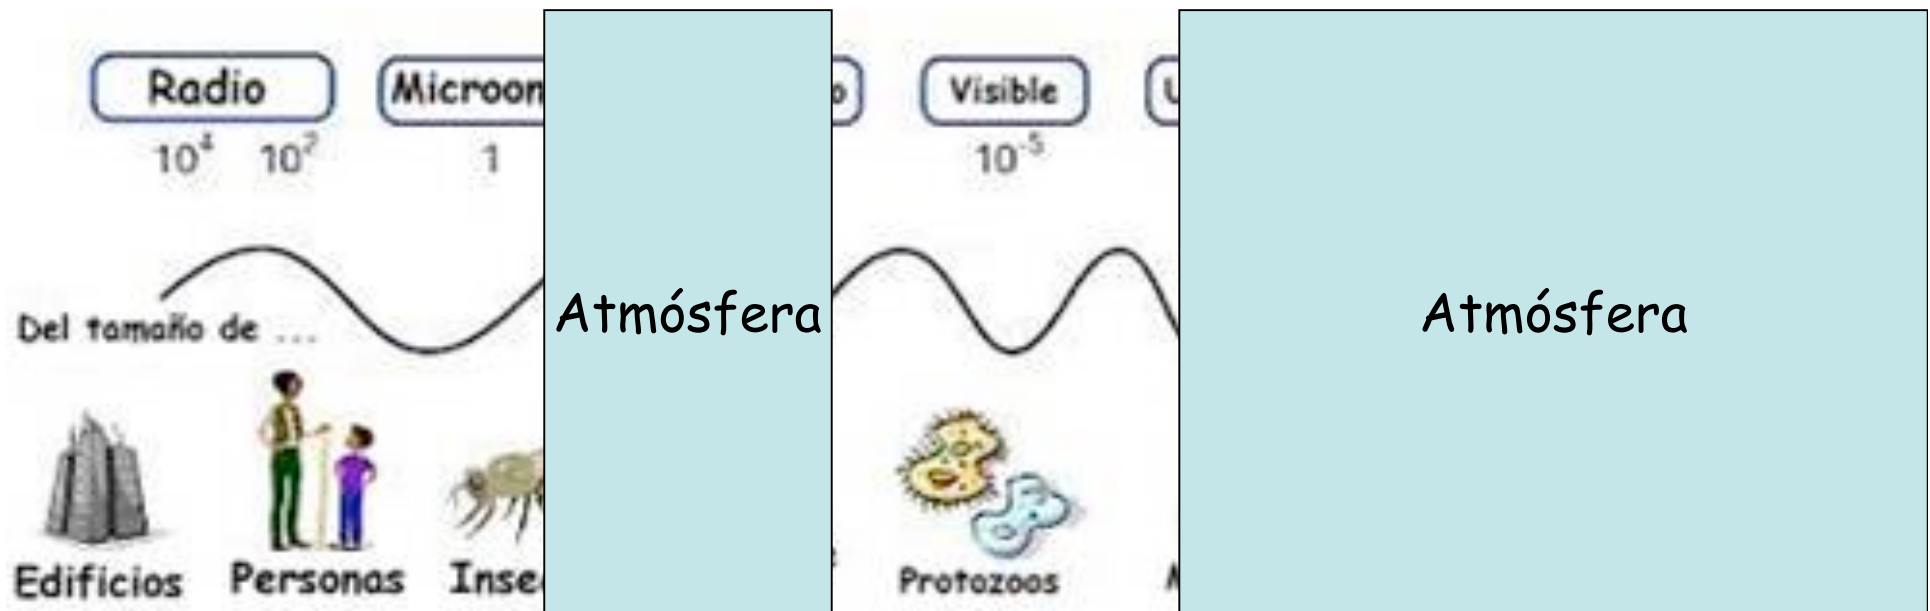 Radio Microon o Visible U
10⁴ 10² 1 10⁻⁵
Atmósfera Atmósfera
Del tamaño de ...
Edificios Personas Inse Protozoos